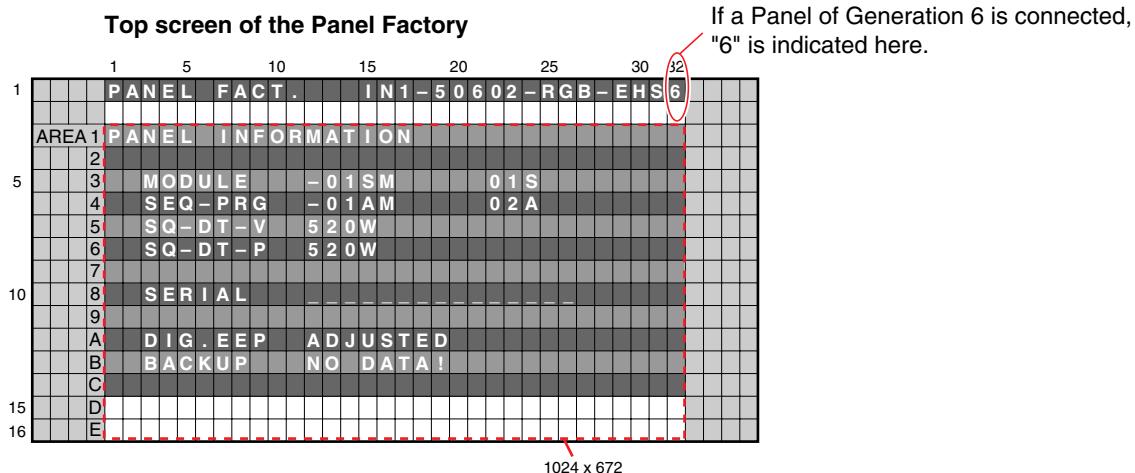 Top screen of the Panel Factory
If a Panel of Generation 6 is connected,
"6" is indicated here.
1 5 10 15 20 25 30 32
1 PANEL FACT. IN1-50602-RGB-EHS6
AREA 1 PANEL INFORMATION
2
5 3 MODULE -01SM 01S
4 SEQ-PRG -01AM 02A
5 SQ-DT-V 520W
6 SQ-DT-P 520W
7
10 8 SERIAL _______________
9
A DIG.EEP ADJUSTED
B BACKUP NO DATA!
C
15 D
16 E
1024 x 672